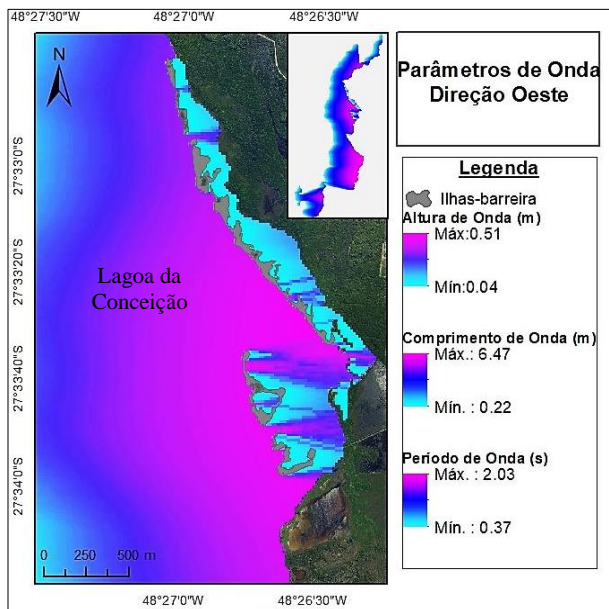 48°27'30"W 48°27'0"W 48°26'30"W
N
Parâmetros de Onda
Direção Oeste
27°33'0"S
27°33'20"S
27°33'40"S
27°34'0"S
Lagoa da
Conceição
0 250 500 m
Legenda
Ilhas-barreira
Altura de Onda (m)
Máx:0.51
Mín:0.04
Comprimento de Onda (m)
Máx.: 6.47
Mín. : 0.22
Período de Onda (s)
Máx. : 2.03
Mín. : 0.37
48°27'0"W 48°26'30"W